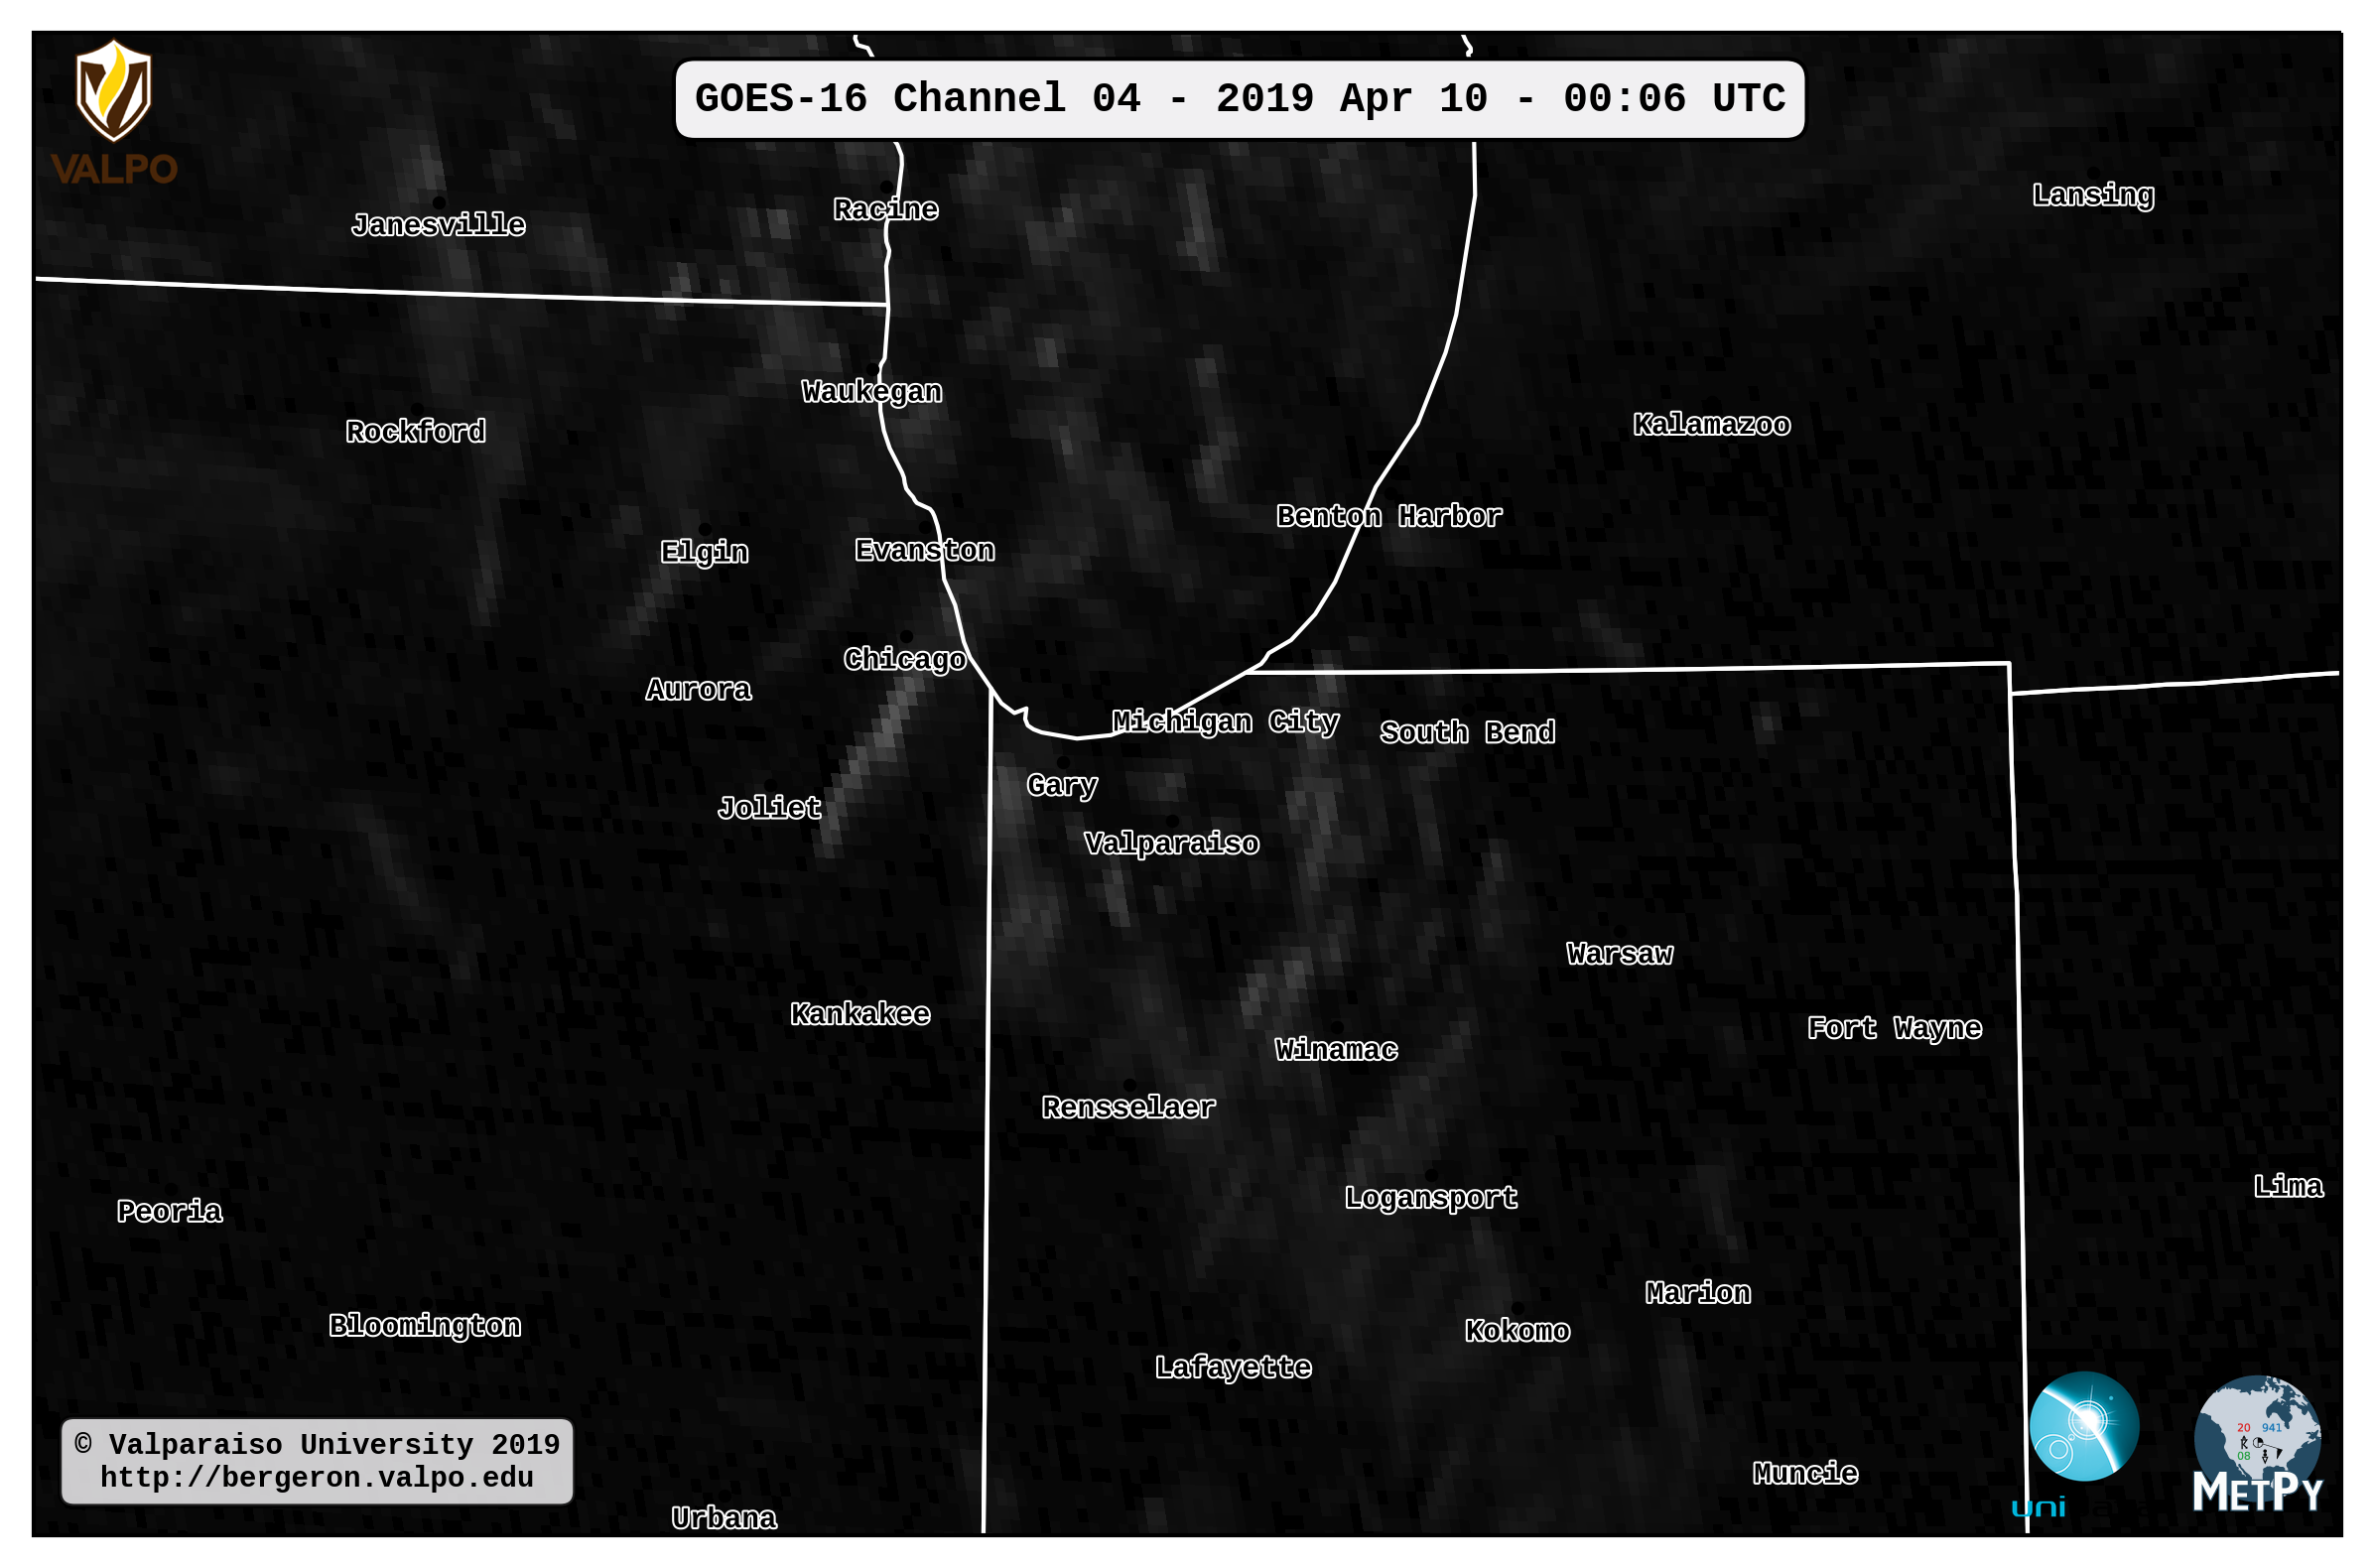 GOES-16 Channel 04 - 2019 Apr 10 - 00:06 UTC
VALPO
Janesville
Racine
Lansing
Waukegan
Rockford
Kalamazoo
Benton Harbor
Elgin
Evanston
Chicago
Aurora
Michigan City
South Bend
Gary
Joliet
Valparaiso
Warsaw
Kankakee
Fort Wayne
Winamac
Rensselaer
Logansport
Lima
Peoria
Marion
Bloomington
Kokomo
Lafayette
20 941
08
© Valparaiso University 2019
http://bergeron.valpo.edu
Muncie
METPY
uni
Urbana